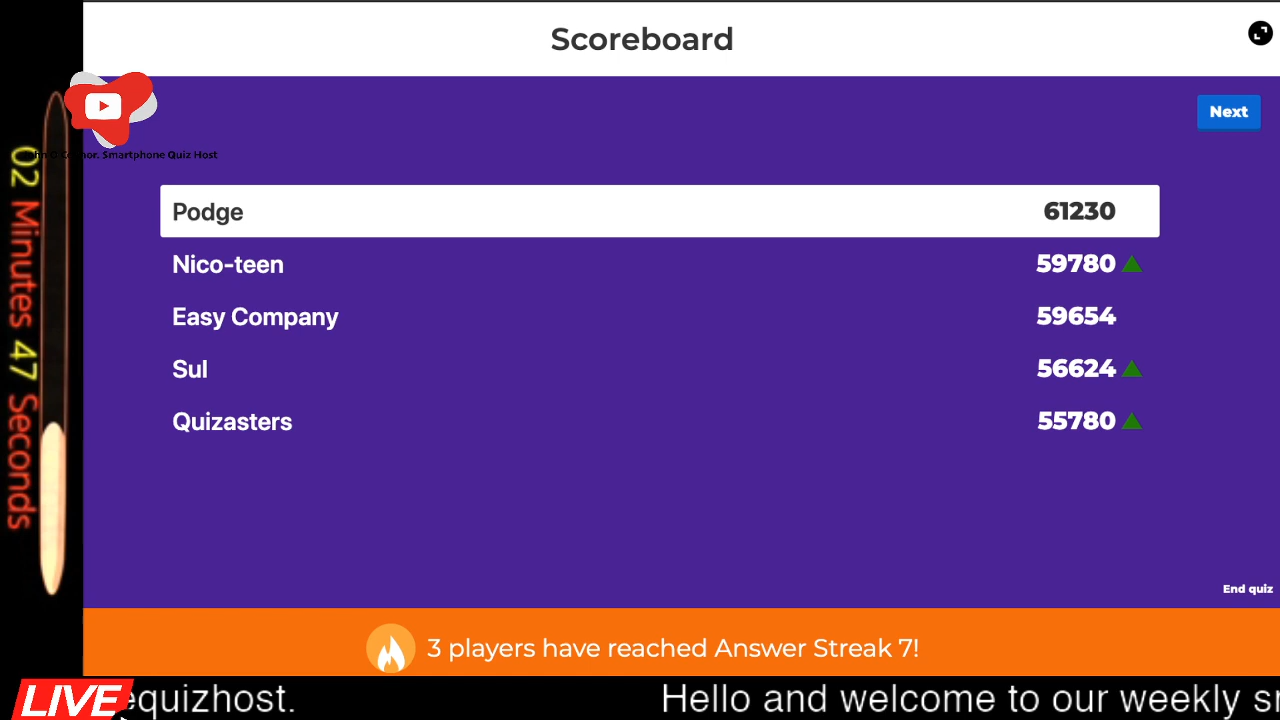 Scoreboard
Next
02 Minutes 47 Seconds
Smartphone Quiz Host
Podge 61230
Nico-teen 59780
Easy Company 59654
Sul 56624
Quizasters 55780
End quiz
3 players have reached Answer Streak 7!
LIVE equizhost. Hello and welcome to our weekly